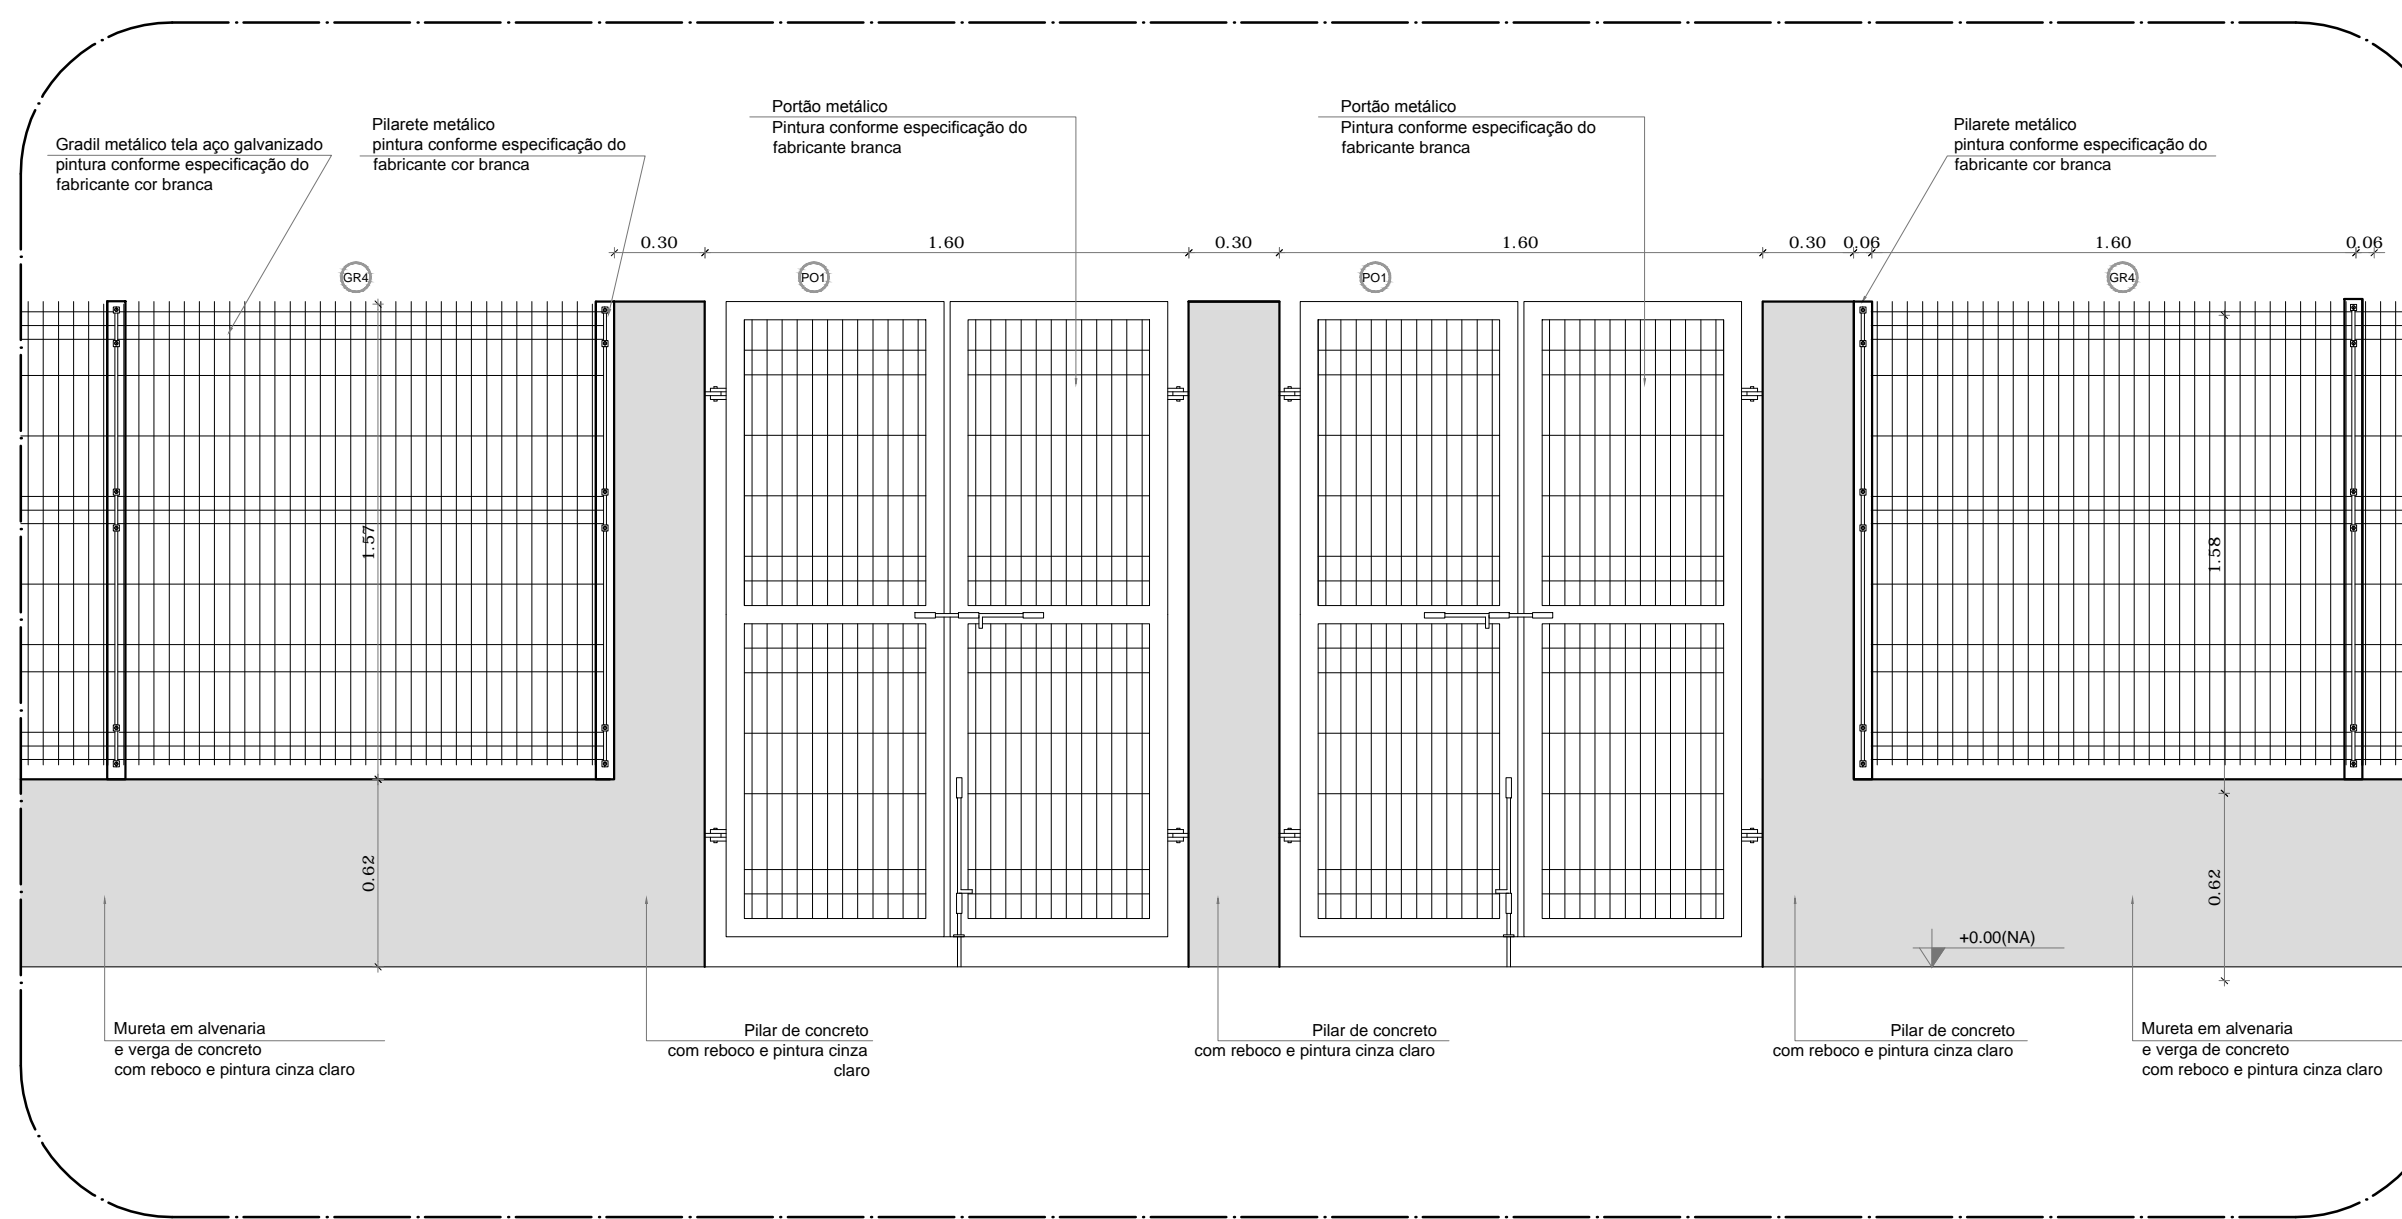 Portão metálico
Pintura conforme especificação do
fabricante branca
Portão metálico
Pintura conforme especificação do
fabricante branca
Pilarete metálico
pintura conforme especificação do
fabricante cor branca
Pilarete metálico
pintura conforme especificação do
fabricante cor branca
Gradil metálico tela aço galvanizado
pintura conforme especificação do
fabricante cor branca
0.30
1.60
0.30
1.60
0.30
0.06
1.60
0.06
GR4
PO1
PO1
GR4
1.57
1.58
0.62
0.62
+0.00(NA)
Mureta em alvenaria
e verga de concreto
com reboco e pintura cinza claro
Pilar de concreto
com reboco e pintura cinza
claro
Pilar de concreto
com reboco e pintura cinza claro
Pilar de concreto
com reboco e pintura cinza claro
Mureta em alvenaria
e verga de concreto
com reboco e pintura cinza claro